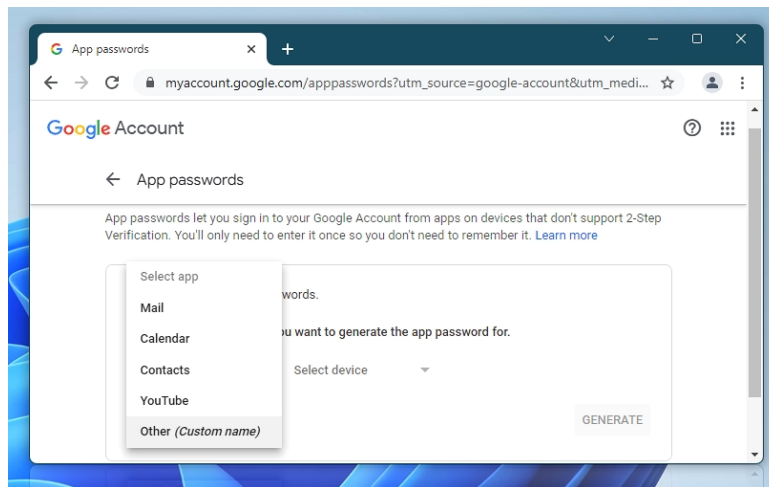 App passwords
myaccount.google.com/apppasswords?utm_source=google-account&utm_medi...
Google Account
App passwords
App passwords let you sign in to your Google Account from apps on devices that don't support 2-Step
Verification. You'll only need to enter it once so you don't need to remember it. Learn more
Select app
words.
Mail
u want to generate the app password for.
Calendar
Contacts
Select device
YouTube
Other (Custom name)
GENERATE